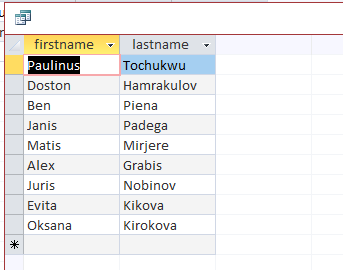 firstname lastname
Paulinus Tochukwu
Doston Hamrakulov
Ben Piena
Janis Padega
Matis Mirjere
Alex Grabis
Juris Nobinov
Evita Kikova
Oksana Kirokova